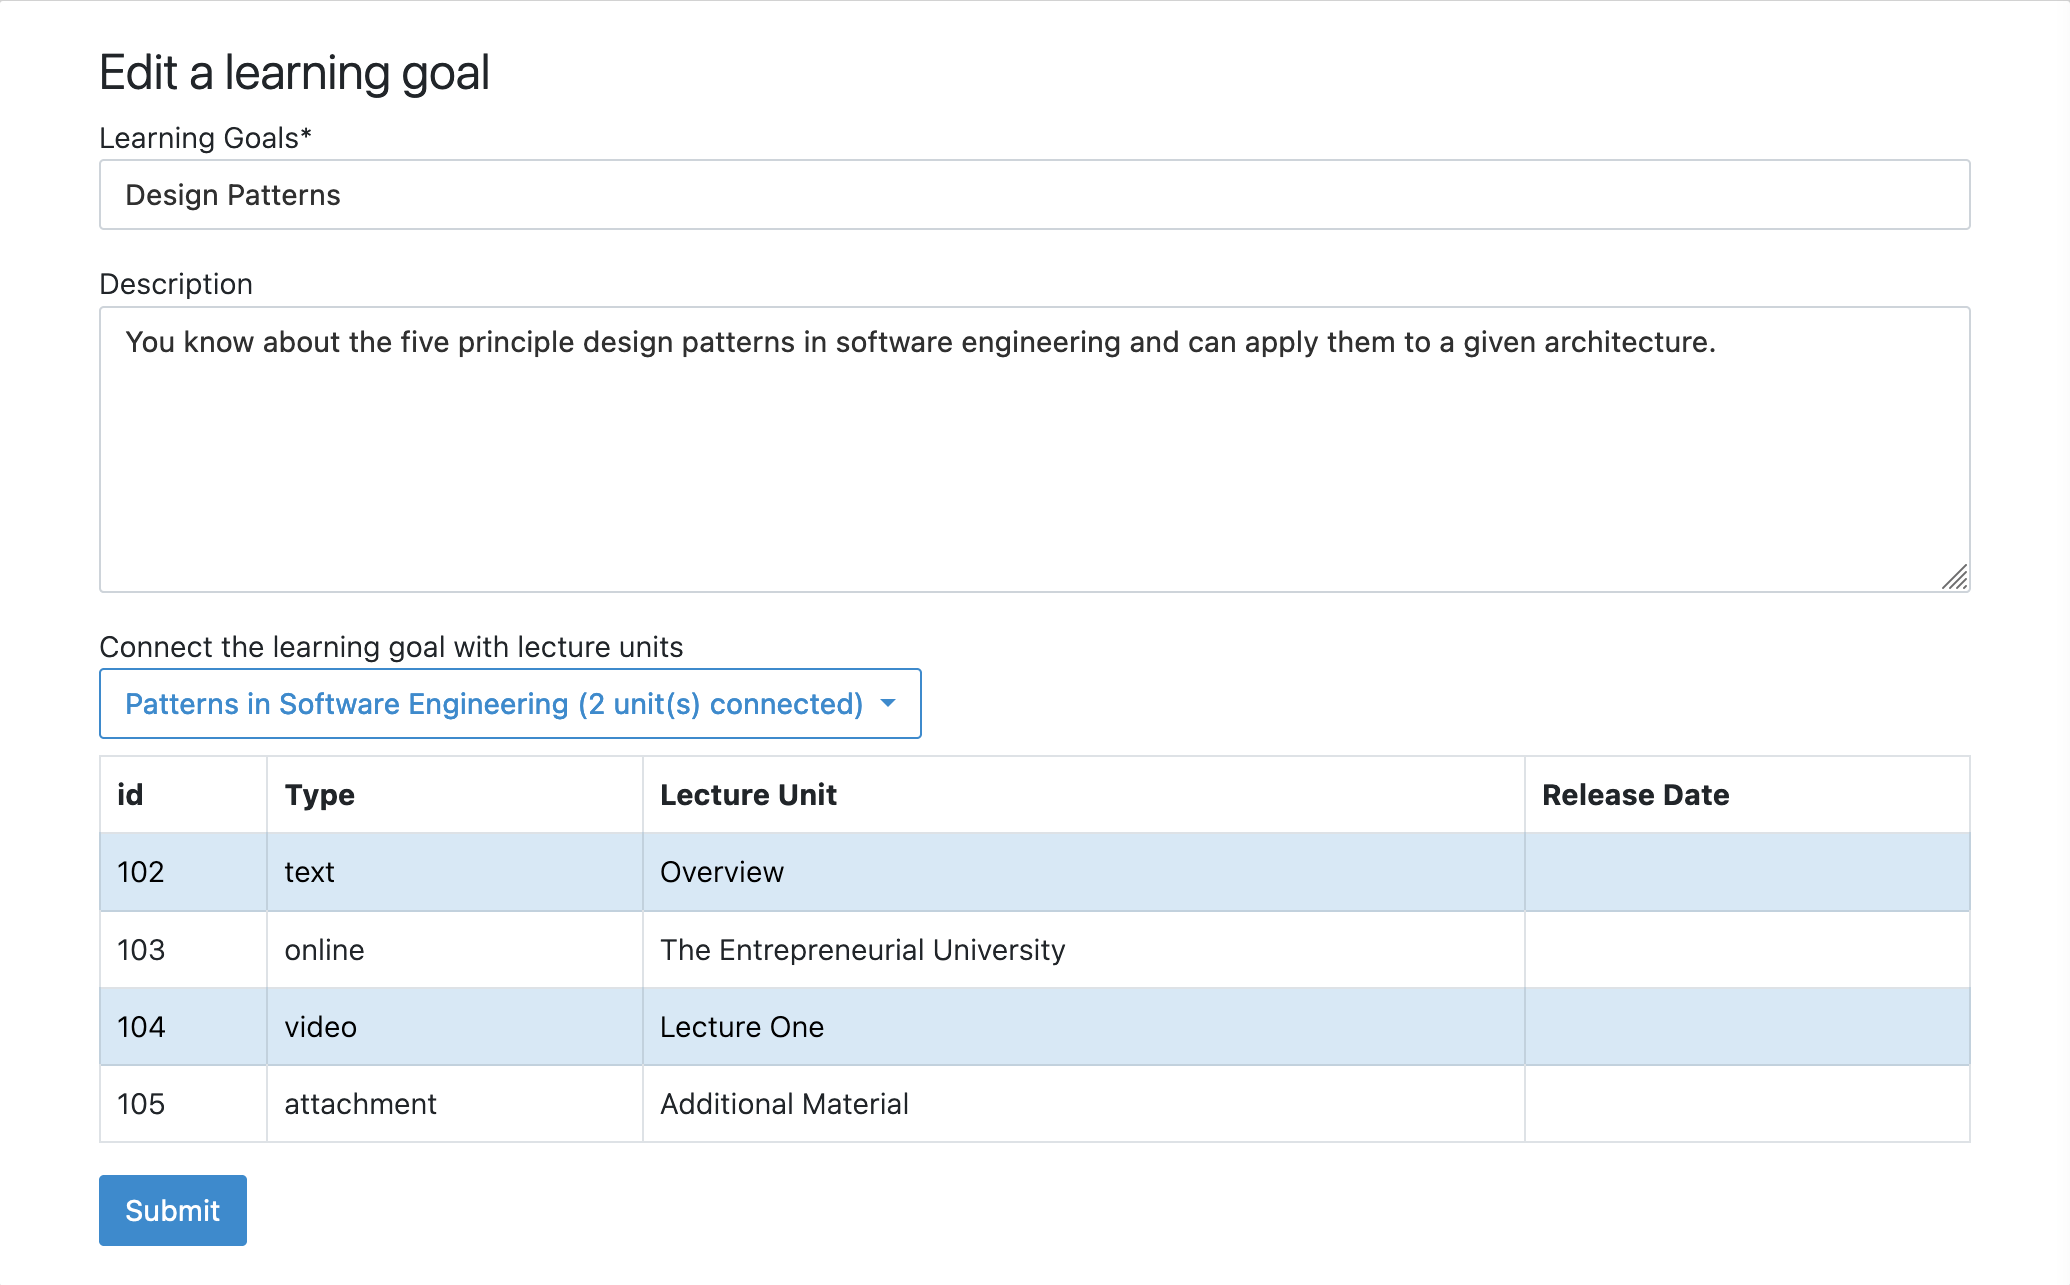 Edit a learning goal
Learning Goals*
Design Patterns
Description
You know about the five principle design patterns in software engineering and can apply them to a given architecture.
Connect the learning goal with lecture units
Patterns in Software Engineering (2 unit(s) connected)
id Type Lecture Unit Release Date
102 text Overview
103 online The Entrepreneurial University
104 video Lecture One
105 attachment Additional Material
Submit